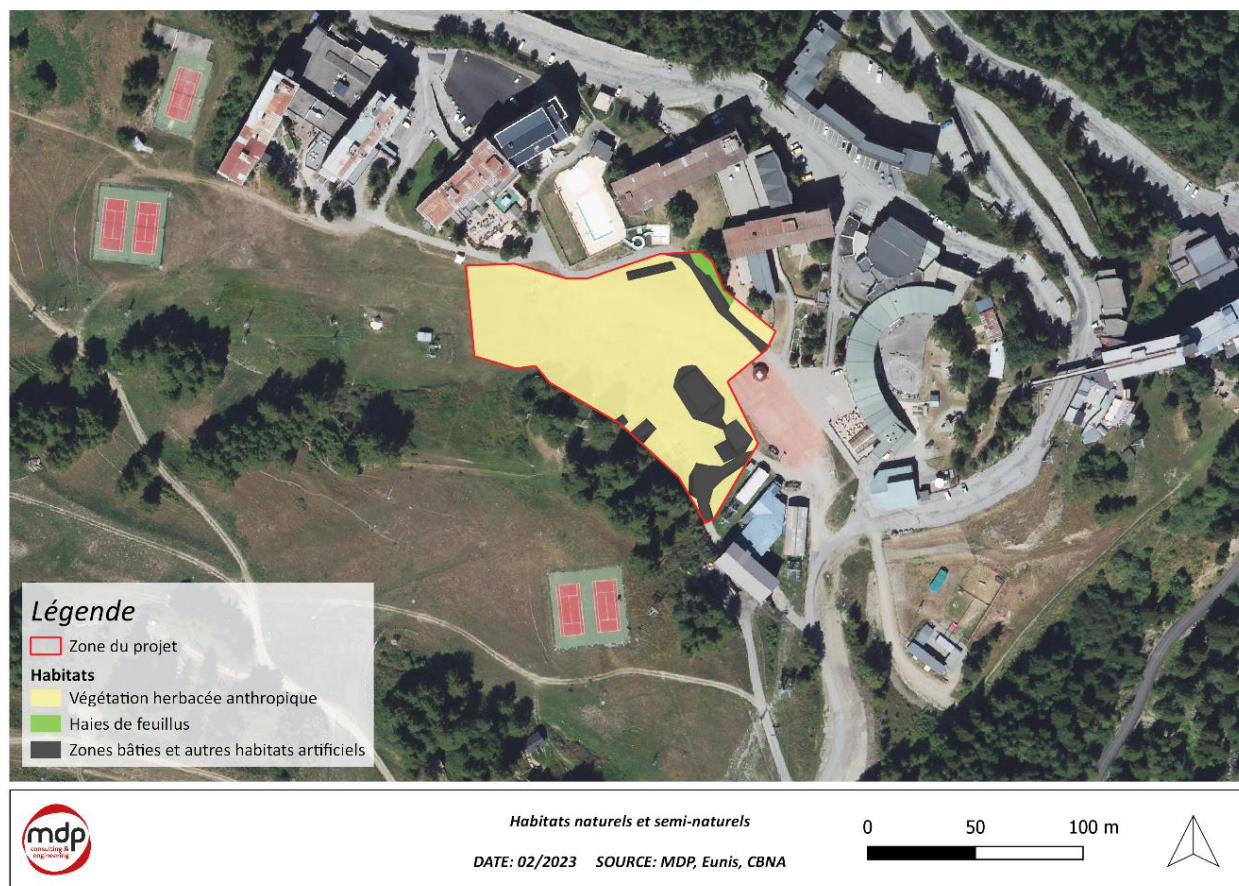 Légende
Zone du projet
Habitats
Végétation herbacée anthropique
Haies de feuillus
Zones bâties et autres habitats artificiels
mdp
consulting &
engineering
Habitats naturels et semi-naturels
DATE: 02/2023 SOURCE: MDP, Eunis, CBNA
0 50 100 m